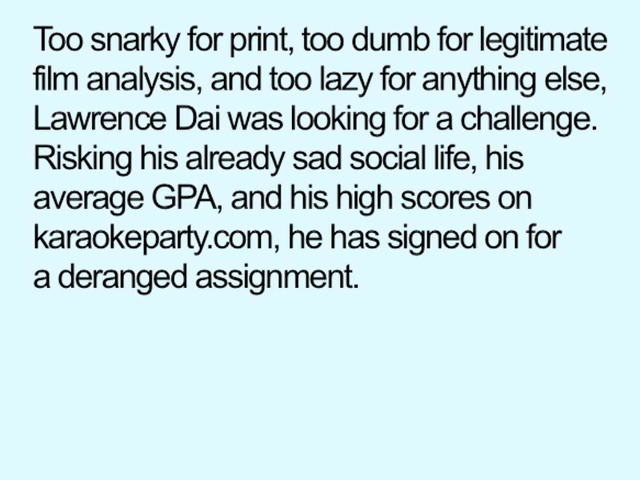 Too snarky for print, too dumb for legitimate
film analysis, and too lazy for anything else,
Lawrence Dai was looking for a challenge.
Risking his already sad social life, his
average GPA, and his high scores on
karaokeparty.com, he has signed on for
a deranged assignment.